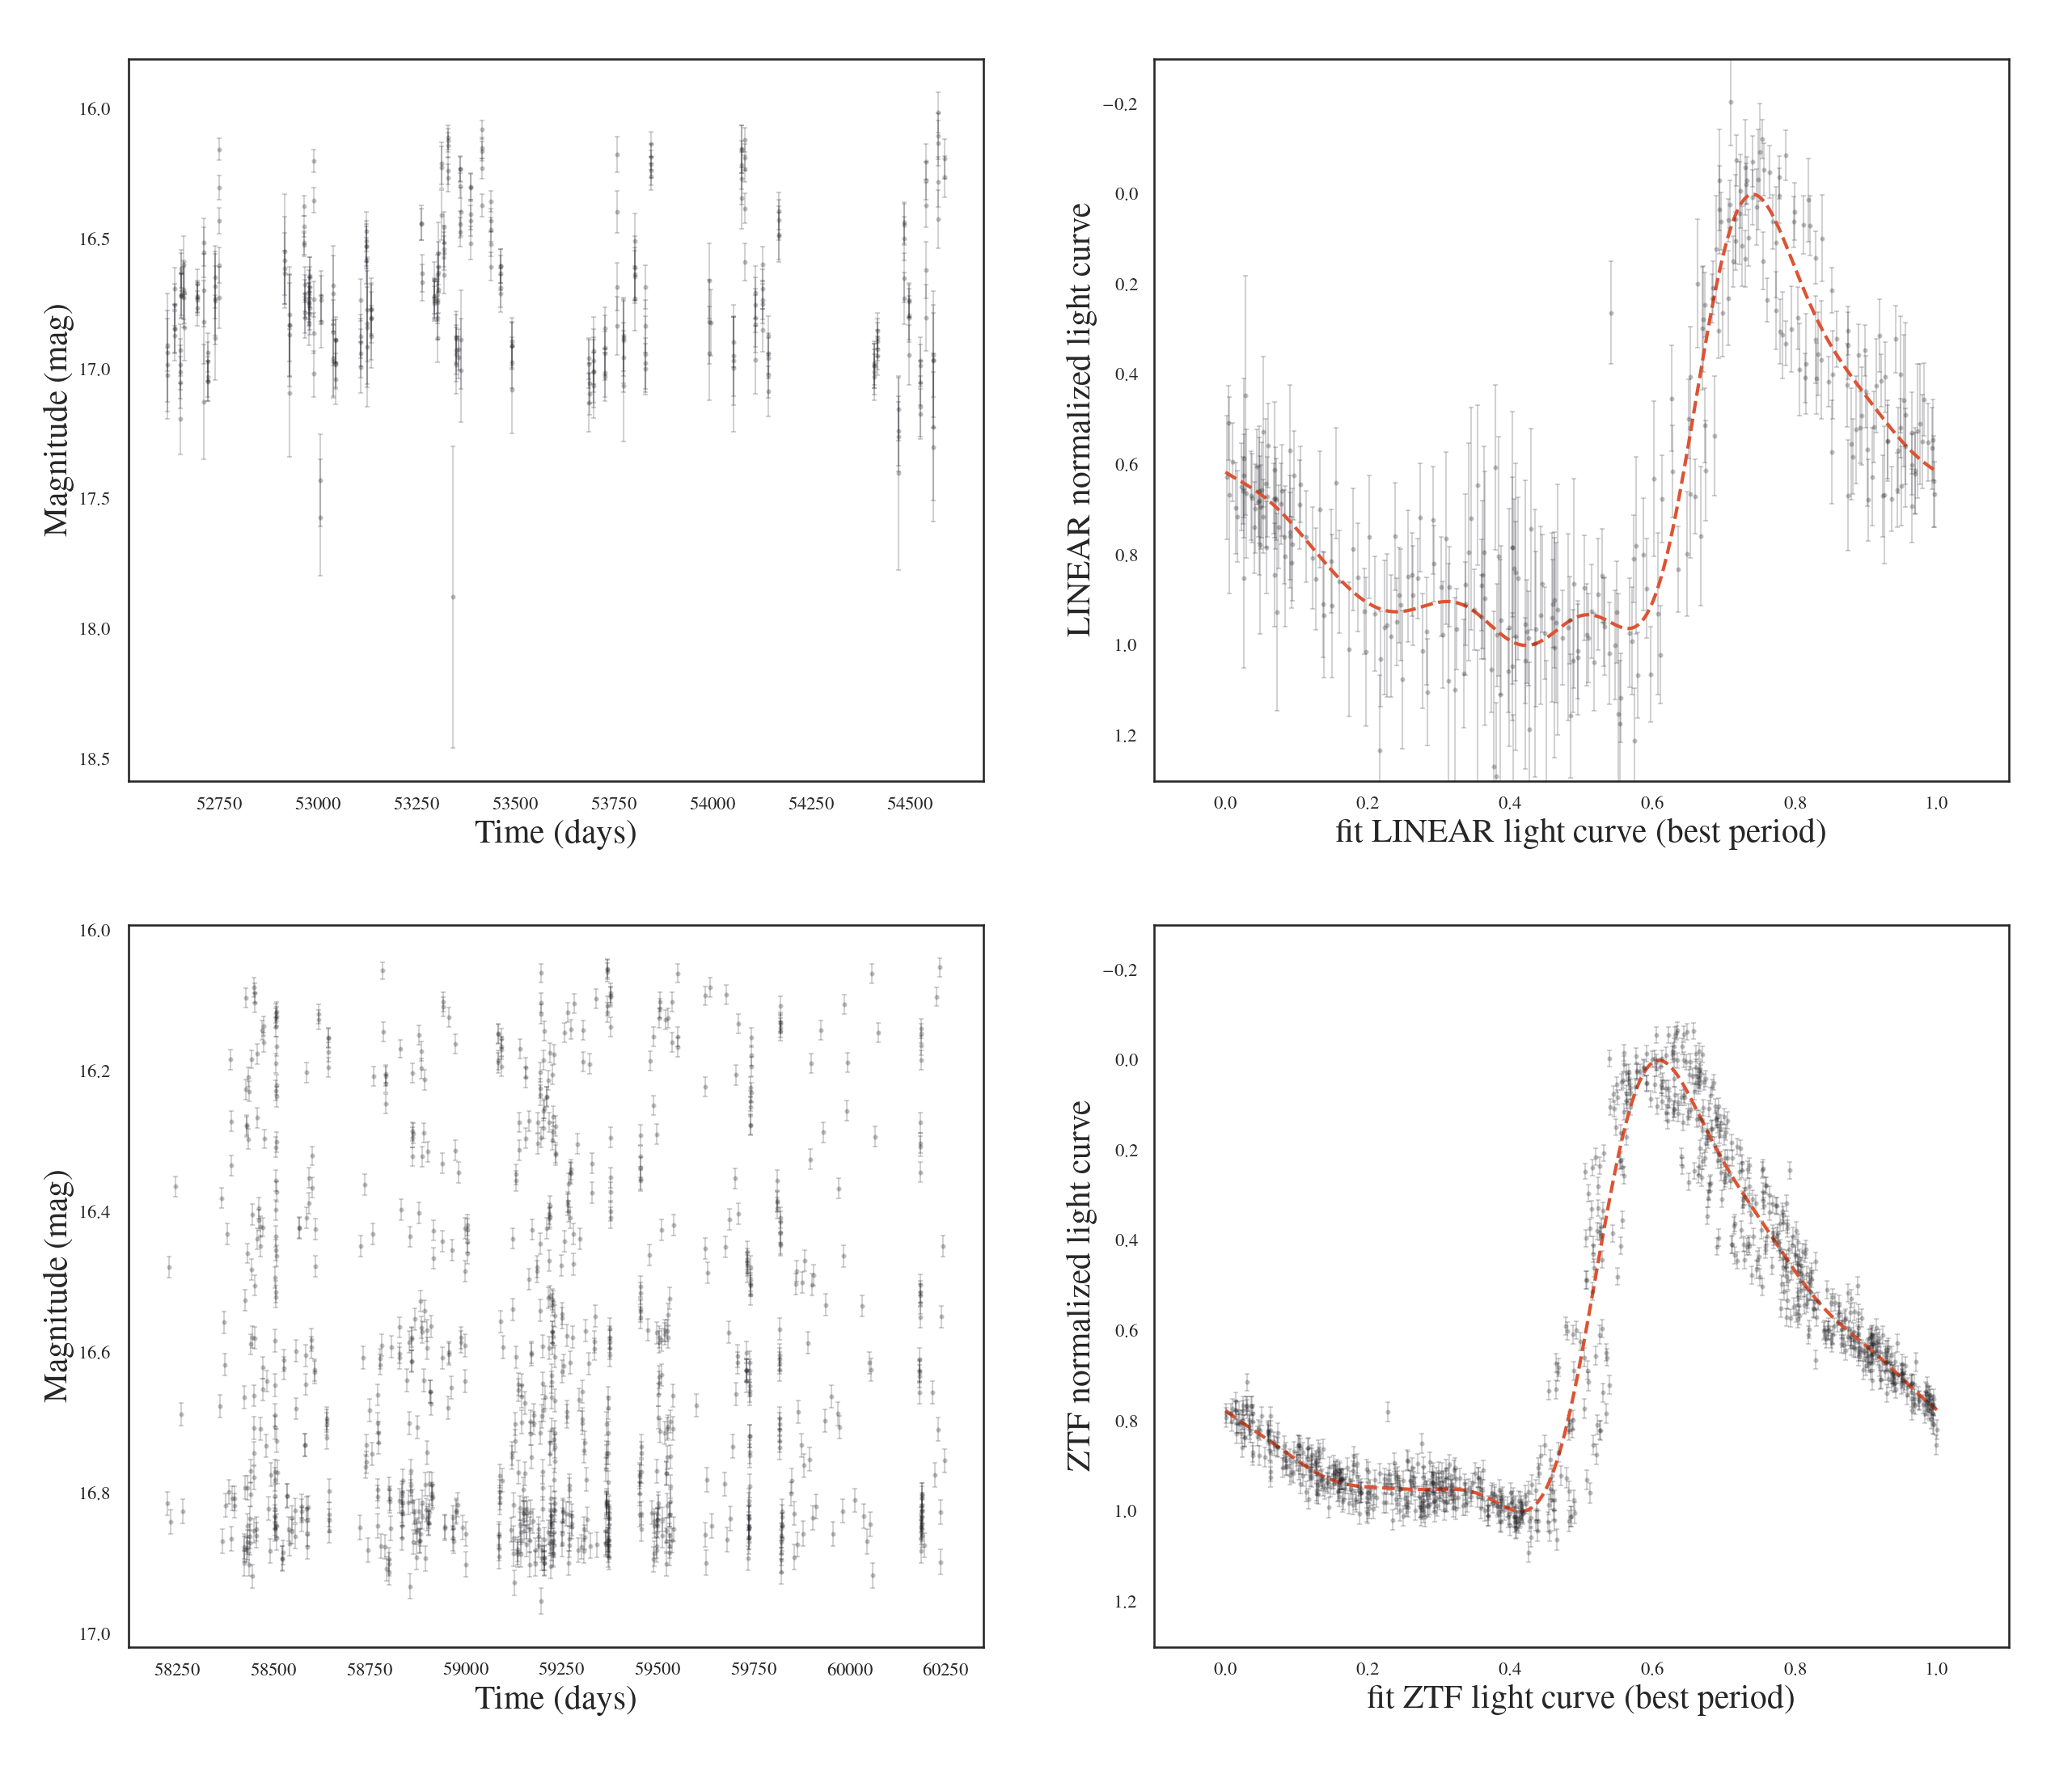 16.0
16.5
17.0
17.5
18.0
18.5
Magnitude (mag)
52750 53000 53250 53500 53750 54000 54250 54500
Time (days)
−0.2
0.0
0.2
0.4
0.6
0.8
1.0
1.2
LINEAR normalized light curve
0.0 0.2 0.4 0.6 0.8 1.0
fit LINEAR light curve (best period)
16.0
16.2
16.4
16.6
16.8
17.0
Magnitude (mag)
58250 58500 58750 59000 59250 59500 59750 60000 60250
Time (days)
−0.2
0.0
0.2
0.4
0.6
0.8
1.0
1.2
ZTF normalized light curve
0.0 0.2 0.4 0.6 0.8 1.0
fit ZTF light curve (best period)